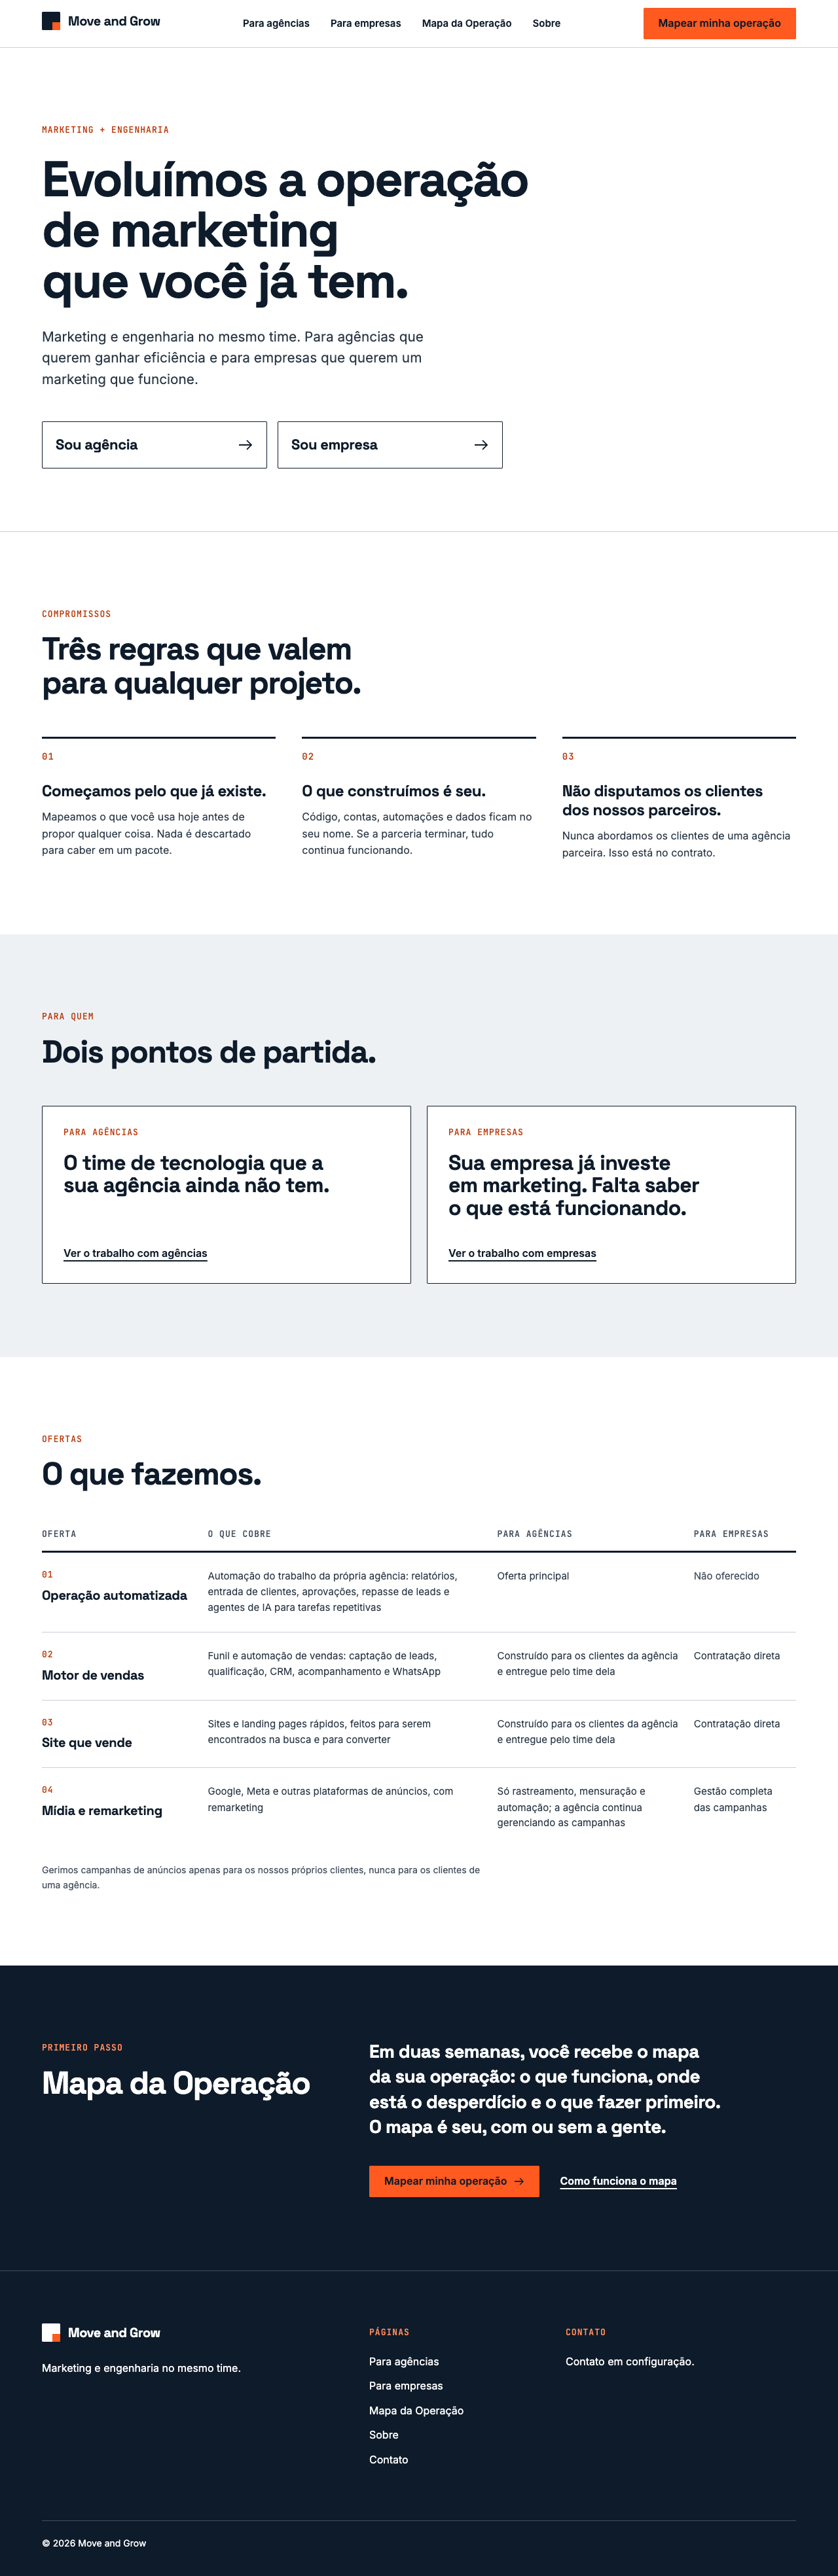 Move and Grow
Para agências
Para empresas
Mapa da Operação
Sobre
Mapear minha operação
MARKETING + ENGENHARIA
Evoluímos a operação
de marketing
que você já tem.
Marketing e engenharia no mesmo time. Para agências que
querem ganhar eficiência e para empresas que querem um
marketing que funcione.
Sou agência →
Sou empresa →
COMPROMISSOS
Três regras que valem
para qualquer projeto.
01
Começamos pelo que já existe.
Mapeamos o que você usa hoje antes de
propor qualquer coisa. Nada é descartado
para caber em um pacote.
02
O que construímos é seu.
Código, contas, automações e dados ficam no
seu nome. Se a parceria terminar, tudo
continua funcionando.
03
Não disputamos os clientes
dos nossos parceiros.
Nunca abordamos os clientes de uma agência
parceira. Isso está no contrato.
PARA QUEM
Dois pontos de partida.
PARA AGÊNCIAS
O time de tecnologia que a
sua agência ainda não tem.
Ver o trabalho com agências
PARA EMPRESAS
Sua empresa já investe
em marketing. Falta saber
o que está funcionando.
Ver o trabalho com empresas
OFERTAS
O que fazemos.
OFERTA
O QUE COBRE
PARA AGÊNCIAS
PARA EMPRESAS
01
Operação automatizada
Automação do trabalho da própria agência: relatórios,
entrada de clientes, aprovações, repasse de leads e
agentes de IA para tarefas repetitivas
Oferta principal
Não oferecido
02
Motor de vendas
Funil e automação de vendas: captação de leads,
qualificação, CRM, acompanhamento e WhatsApp
Construído para os clientes da agência
e entregue pelo time dela
Contratação direta
03
Site que vende
Sites e landing pages rápidos, feitos para serem
encontrados na busca e para converter
Construído para os clientes da agência
e entregue pelo time dela
Contratação direta
04
Mídia e remarketing
Google, Meta e outras plataformas de anúncios, com
remarketing
Só rastreamento, mensuração e
automação; a agência continua
gerenciando as campanhas
Gestão completa
das campanhas
Gerimos campanhas de anúncios apenas para os nossos próprios clientes, nunca para os clientes de
uma agência.
PRIMEIRO PASSO
Mapa da Operação
Em duas semanas, você recebe o mapa
da sua operação: o que funciona, onde
está o desperdício e o que fazer primeiro.
O mapa é seu, com ou sem a gente.
Mapear minha operação →
Como funciona o mapa
Move and Grow
Marketing e engenharia no mesmo time.
PÁGINAS
Para agências
Para empresas
Mapa da Operação
Sobre
Contato
CONTATO
Contato em configuração.
© 2026 Move and Grow